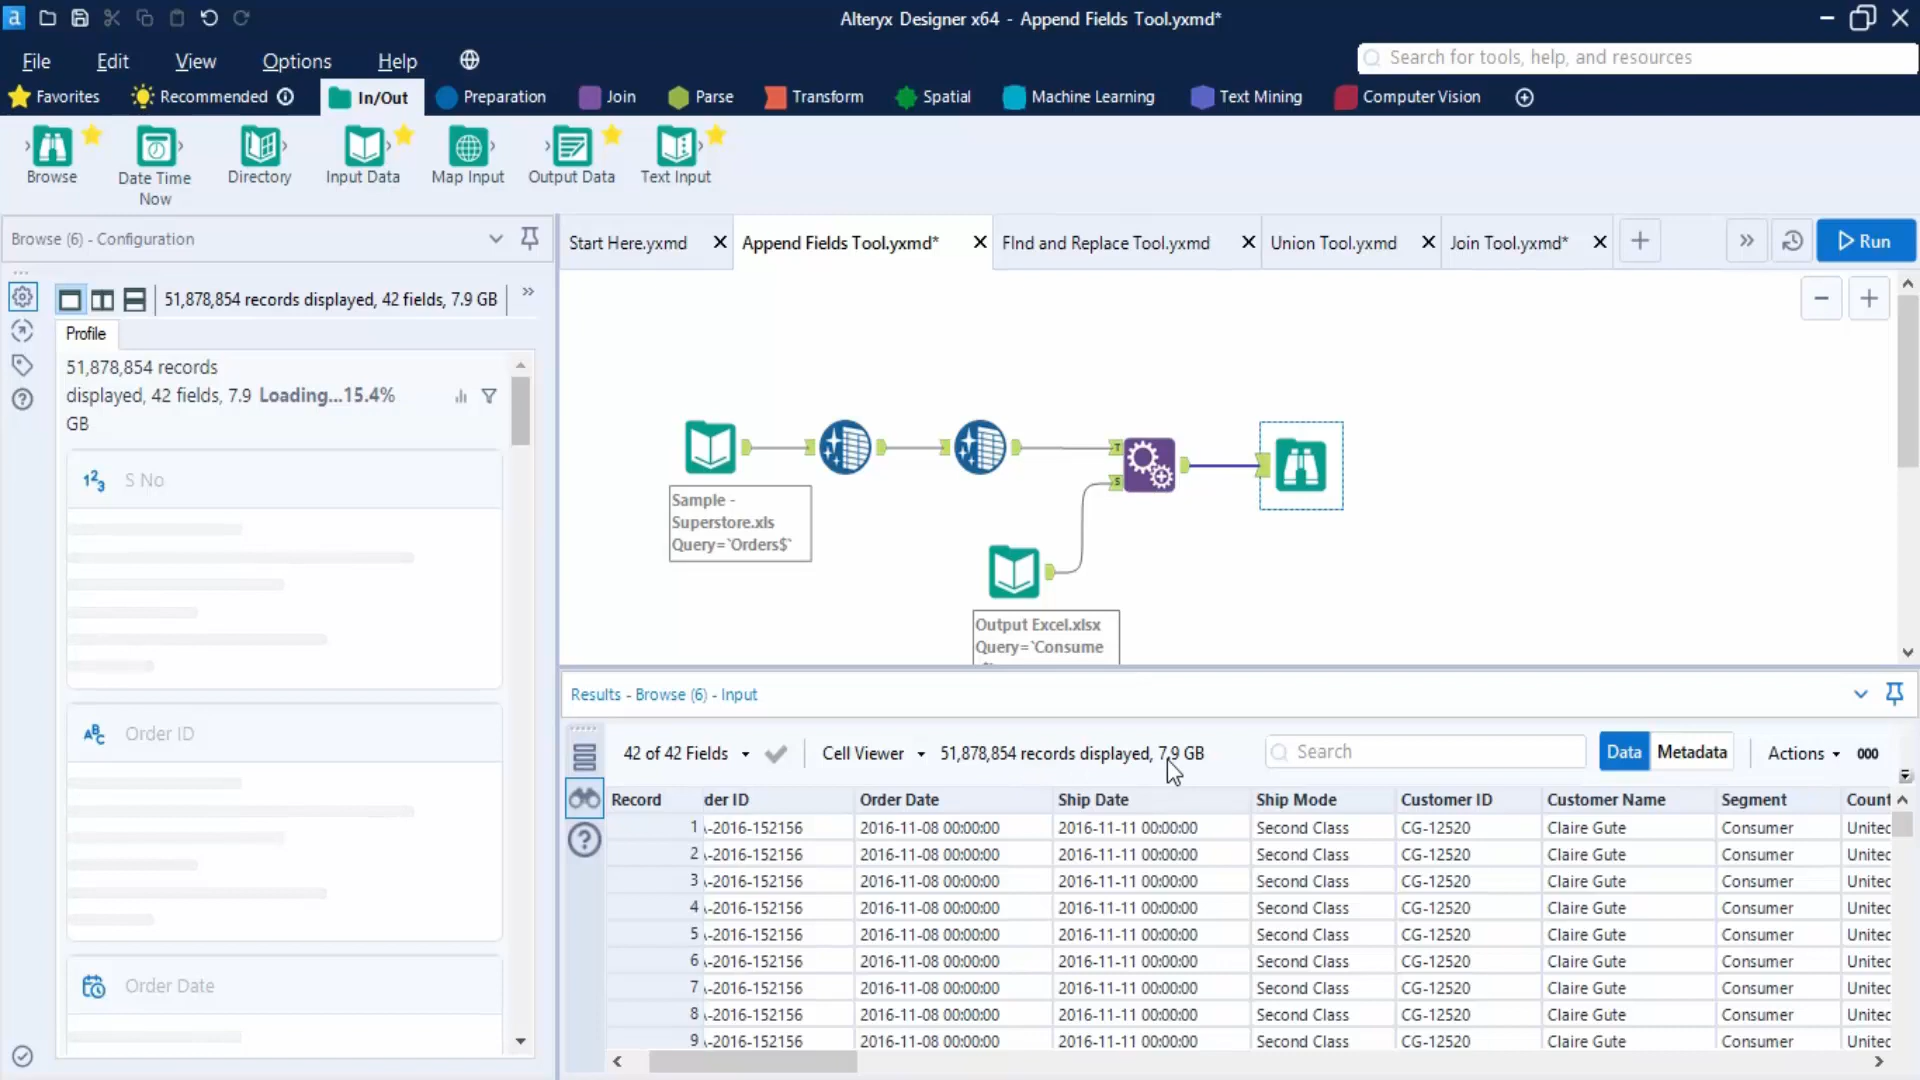 a
Alteryx Designer x64 - Append Fields Tool.yxmd*
File Edit View Options Help
Search for tools, help, and resources
Favorites Recommended In/Out Preparation Join Parse Transform Spatial Machine Learning Text Mining Computer Vision
Browse Date Time Now Directory Input Data Map Input Output Data Text Input
Browse (6) - Configuration
Start Here.yxmd Append Fields Tool.yxmd* FInd and Replace Tool.yxmd Union Tool.yxmd Join Tool.yxmd* Run
51,878,854 records displayed, 42 fields, 7.9 GB
Profile
51,878,854 records
displayed, 42 fields, 7.9 Loading...15.4%
GB
123 S No
ABC Order ID
Order Date
T
S
Sample -
Superstore.xls
Query=`Orders$`
Output Excel.xlsx
Query=`Consume
Results - Browse (6) - Input
42 of 42 Fields Cell Viewer 51,878,854 records displayed, 7.9 GB Search Data Metadata Actions 000
Record der ID Order Date Ship Date Ship Mode Customer ID Customer Name Segment Count
1 -2016-152156 2016-11-08 00:00:00 2016-11-11 00:00:00 Second Class CG-12520 Claire Gute Consumer Unitec
2 -2016-152156 2016-11-08 00:00:00 2016-11-11 00:00:00 Second Class CG-12520 Claire Gute Consumer Unitec
3 -2016-152156 2016-11-08 00:00:00 2016-11-11 00:00:00 Second Class CG-12520 Claire Gute Consumer Unitec
4 -2016-152156 2016-11-08 00:00:00 2016-11-11 00:00:00 Second Class CG-12520 Claire Gute Consumer Unitec
5 -2016-152156 2016-11-08 00:00:00 2016-11-11 00:00:00 Second Class CG-12520 Claire Gute Consumer Unitec
6 -2016-152156 2016-11-08 00:00:00 2016-11-11 00:00:00 Second Class CG-12520 Claire Gute Consumer Unitec
7 -2016-152156 2016-11-08 00:00:00 2016-11-11 00:00:00 Second Class CG-12520 Claire Gute Consumer Unitec
8 -2016-152156 2016-11-08 00:00:00 2016-11-11 00:00:00 Second Class CG-12520 Claire Gute Consumer Unitec
9 -2016-152156 2016-11-08 00:00:00 2016-11-11 00:00:00 Second Class CG-12520 Claire Gute Consumer Unitec